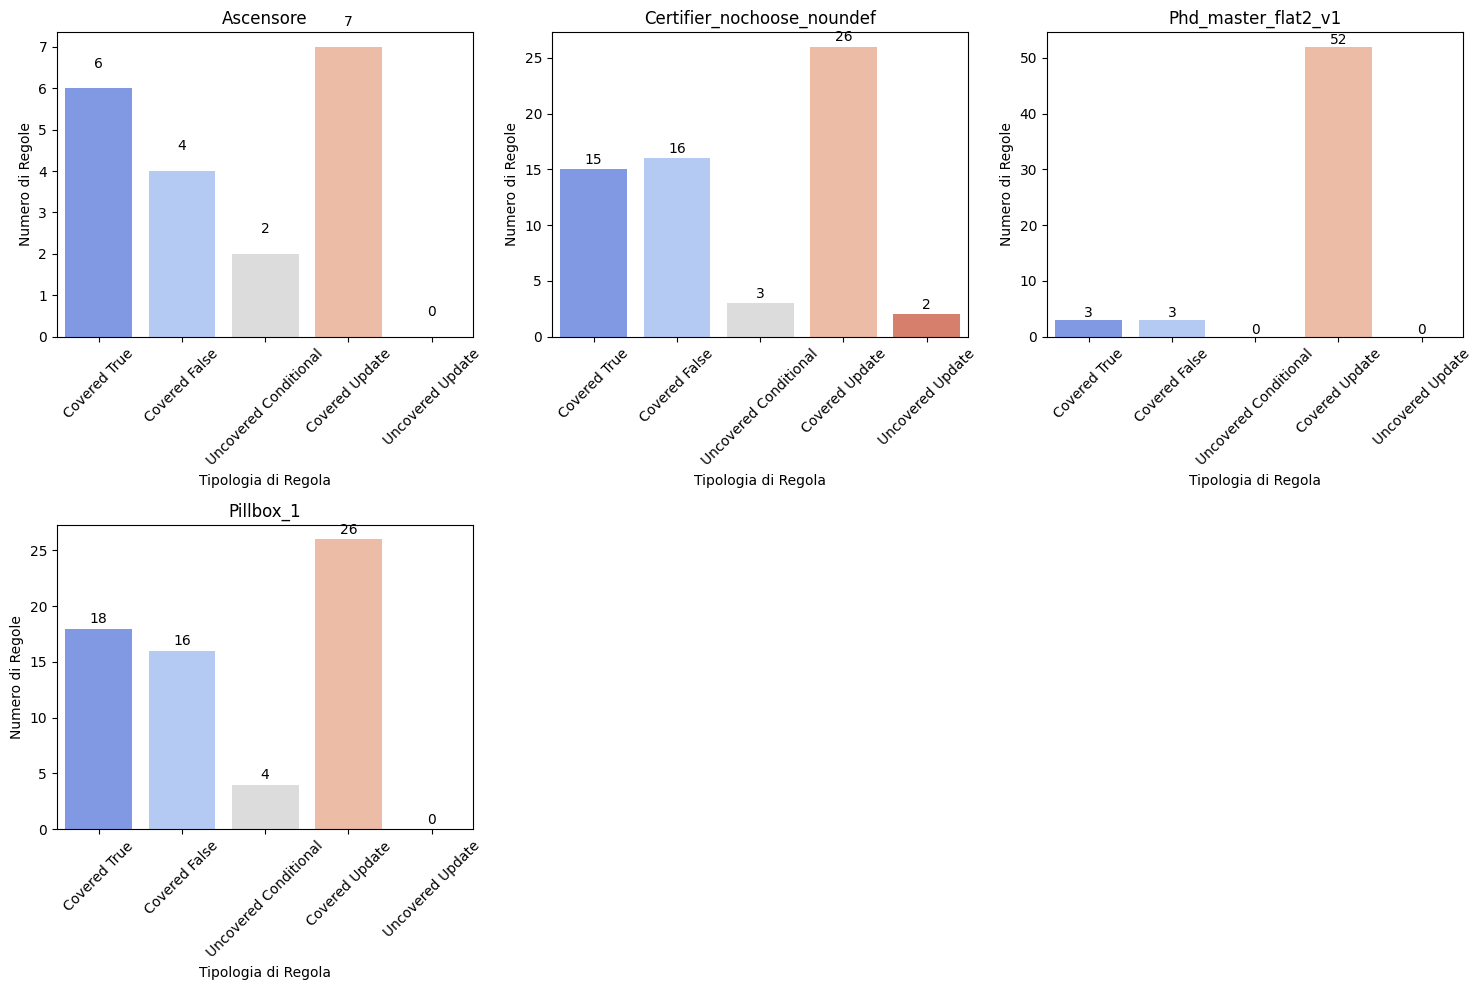 Ascensore
Numero di Regole
7
6
5
4
3
2
1
0
6
4
2
7
0
Covered True
Covered False
Uncovered Conditional
Covered Update
Uncovered Update
Tipologia di Regola
Certifier_nochoose_noundef
Numero di Regole
25
20
15
10
5
0
15
16
3
26
2
Covered True
Covered False
Uncovered Conditional
Covered Update
Uncovered Update
Tipologia di Regola
Phd_master_flat2_v1
Numero di Regole
50
40
30
20
10
0
3
3
0
52
0
Covered True
Covered False
Uncovered Conditional
Covered Update
Uncovered Update
Tipologia di Regola
Pillbox_1
Numero di Regole
25
20
15
10
5
0
18
16
4
26
0
Covered True
Covered False
Uncovered Conditional
Covered Update
Uncovered Update
Tipologia di Regola